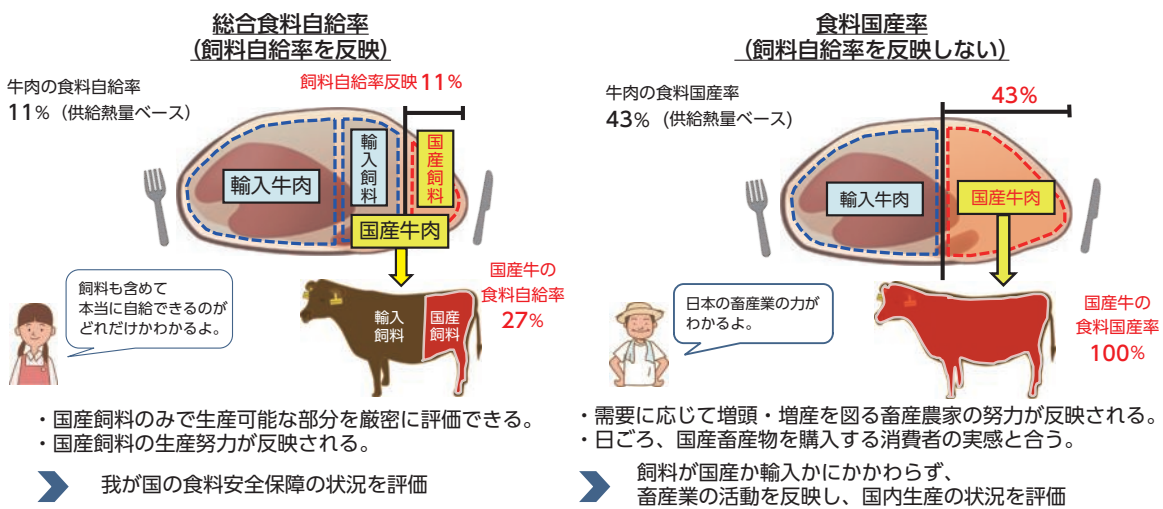 総合食料自給率
(飼料自給率を反映)
牛肉の食料自給率
11%（供給熱量ベース）
飼料自給率反映11%
輸入牛肉
輸入飼料
国産飼料
国産牛肉
飼料も含めて
本当に自給できるのが
どれだけかわかるよ。
輸入
飼料
国産
飼料
国産牛の
食料自給率
27%
・国産飼料のみで生産可能な部分を厳密に評価できる。
・国産飼料の生産努力が反映される。
我が国の食料安全保障の状況を評価
食料国産率
(飼料自給率を反映しない)
牛肉の食料国産率
43%（供給熱量ベース）
43%
輸入牛肉
国産牛肉
日本の畜産業の力が
わかるよ。
国産牛の
食料国産率
100%
・需要に応じて増頭・増産を図る畜産農家の努力が反映される。
・日ごろ、国産畜産物を購入する消費者の実感と合う。
飼料が国産か輸入かにかかわらず、
畜産業の活動を反映し、国内生産の状況を評価